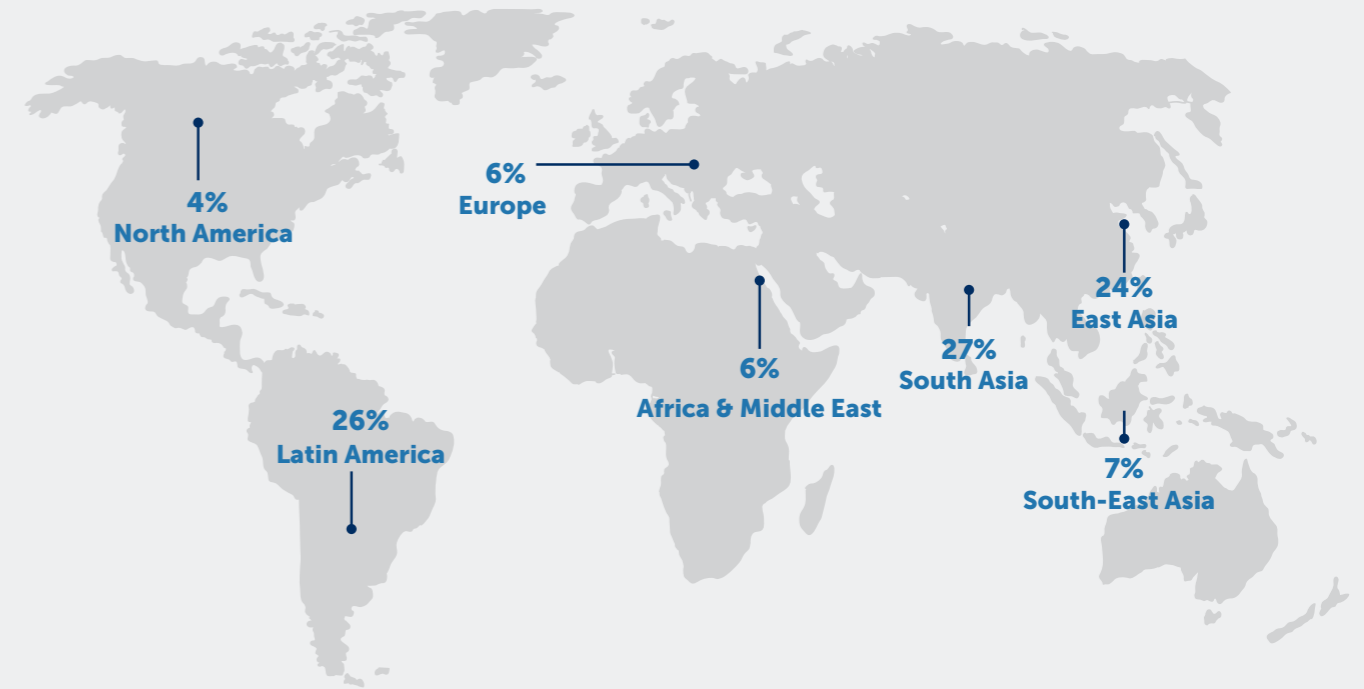 4%
North America
6%
Europe
24%
East Asia
27%
South Asia
6%
Africa & Middle East
26%
Latin America
7%
South-East Asia